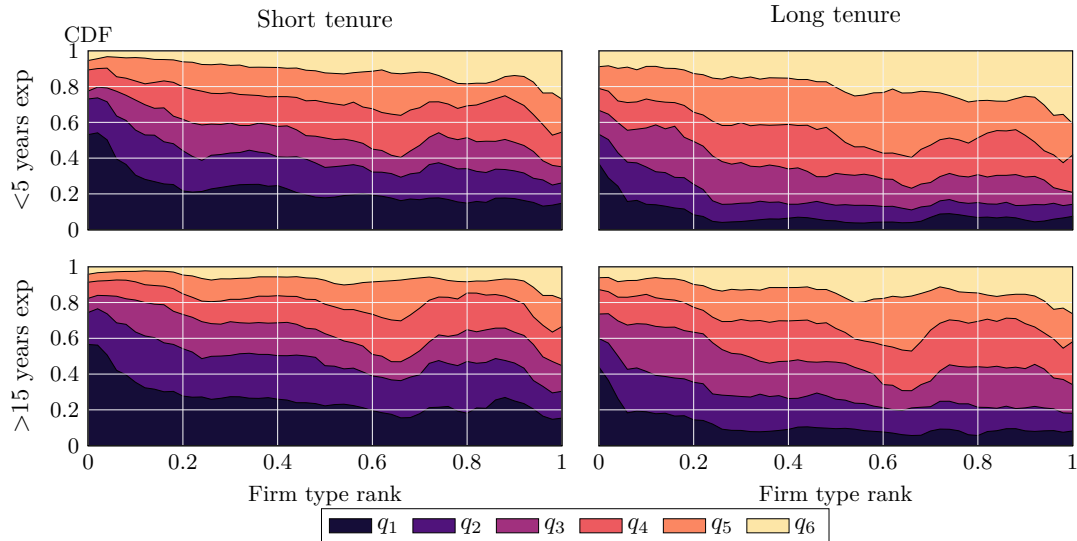 Short tenure
Long tenure
CDF
1
0.8
0.6
0.4
0.2
0
<5 years exp
1
0.8
0.6
0.4
0.2
0
>15 years exp
0 0.2 0.4 0.6 0.8 1
0 0.2 0.4 0.6 0.8 1
Firm type rank
Firm type rank
q1 q2 q3 q4 q5 q6